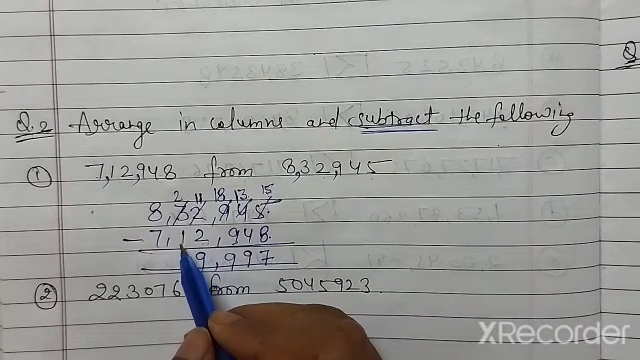 Q.2 Arrange in columns and subtract the following
Q
① 7,12,948 from 8,32,945
2 11 18 13 15
8,32,945
- 7,12,948
9,997
② 223076 from 5045923
XRecorder